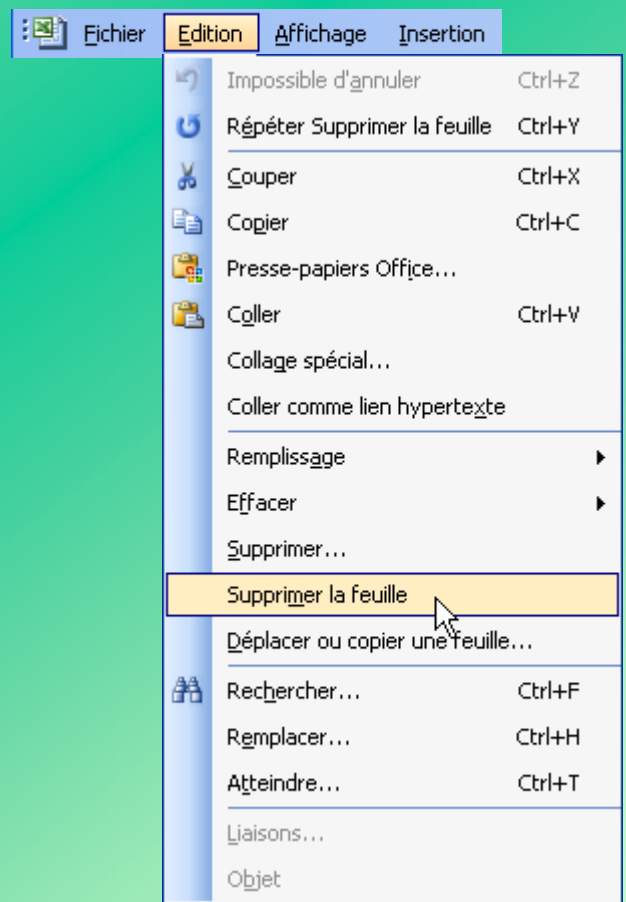 Fichier Edition Affichage Insertion
Impossible d'annuler Ctrl+Z
Répéter Supprimer la feuille Ctrl+Y
Couper Ctrl+X
Copier Ctrl+C
Presse-papiers Office...
Coller Ctrl+V
Collage spécial...
Coller comme lien hypertexte
Remplissage
Effacer
Supprimer...
Supprimer la feuille
Déplacer ou copier une feuille...
Rechercher... Ctrl+F
Remplacer... Ctrl+H
Atteindre... Ctrl+T
Liaisons...
Objet